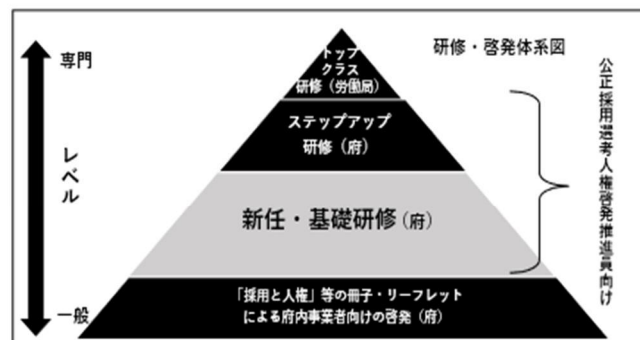 研修・啓発体系図
専門
レベル
一般
トップ
クラス
研修（労働局）
ステップアップ
研修（府）
新任・基礎研修（府）
「採用と人権」等の冊子・リーフレット
による府内事業者向けの啓発（府）
公正採用選考人権啓発推進員向け